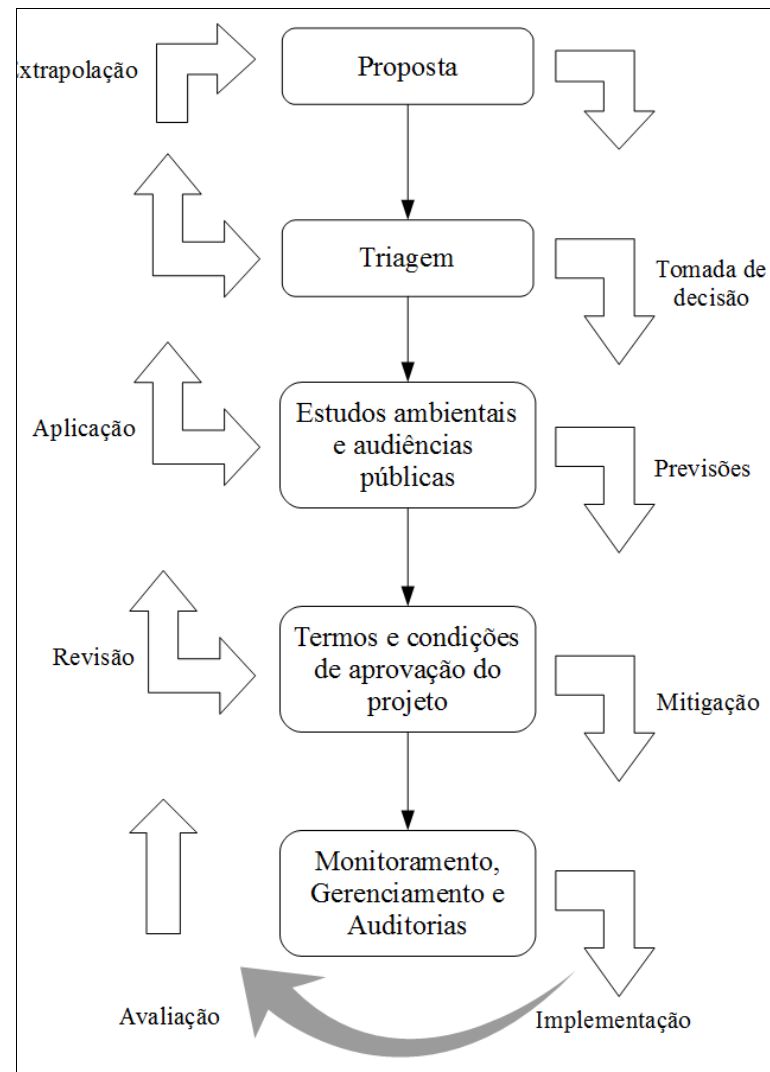 Extrapolação
Proposta
Triagem
Tomada de
decisão
Aplicação
Estudos ambientais
e audiências
públicas
Previsões
Revisão
Termos e condições
de aprovação do
projeto
Mitigação
Monitoramento,
Gerenciamento e
Auditorias
Avaliação
Implementação